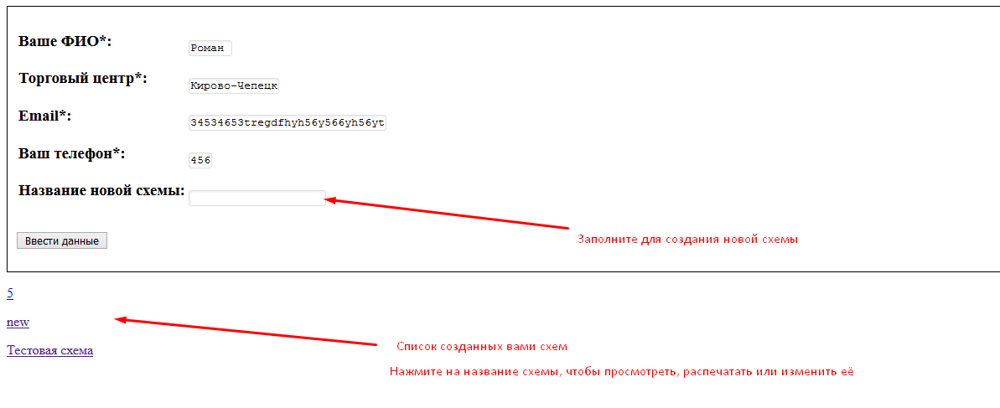 Ваше ФИО*: Роман
Торговый центр*: Кирово-Чепецк
Email*: 34534653tregdfhyh56y566yh56yt
Ваш телефон*: 456
Название новой схемы:
Заполните для создания новой схемы
Ввести данные
5
new
Список созданных вами схем
Тестовая схема
Нажмите на название схемы, чтобы просмотреть, распечатать или изменить её